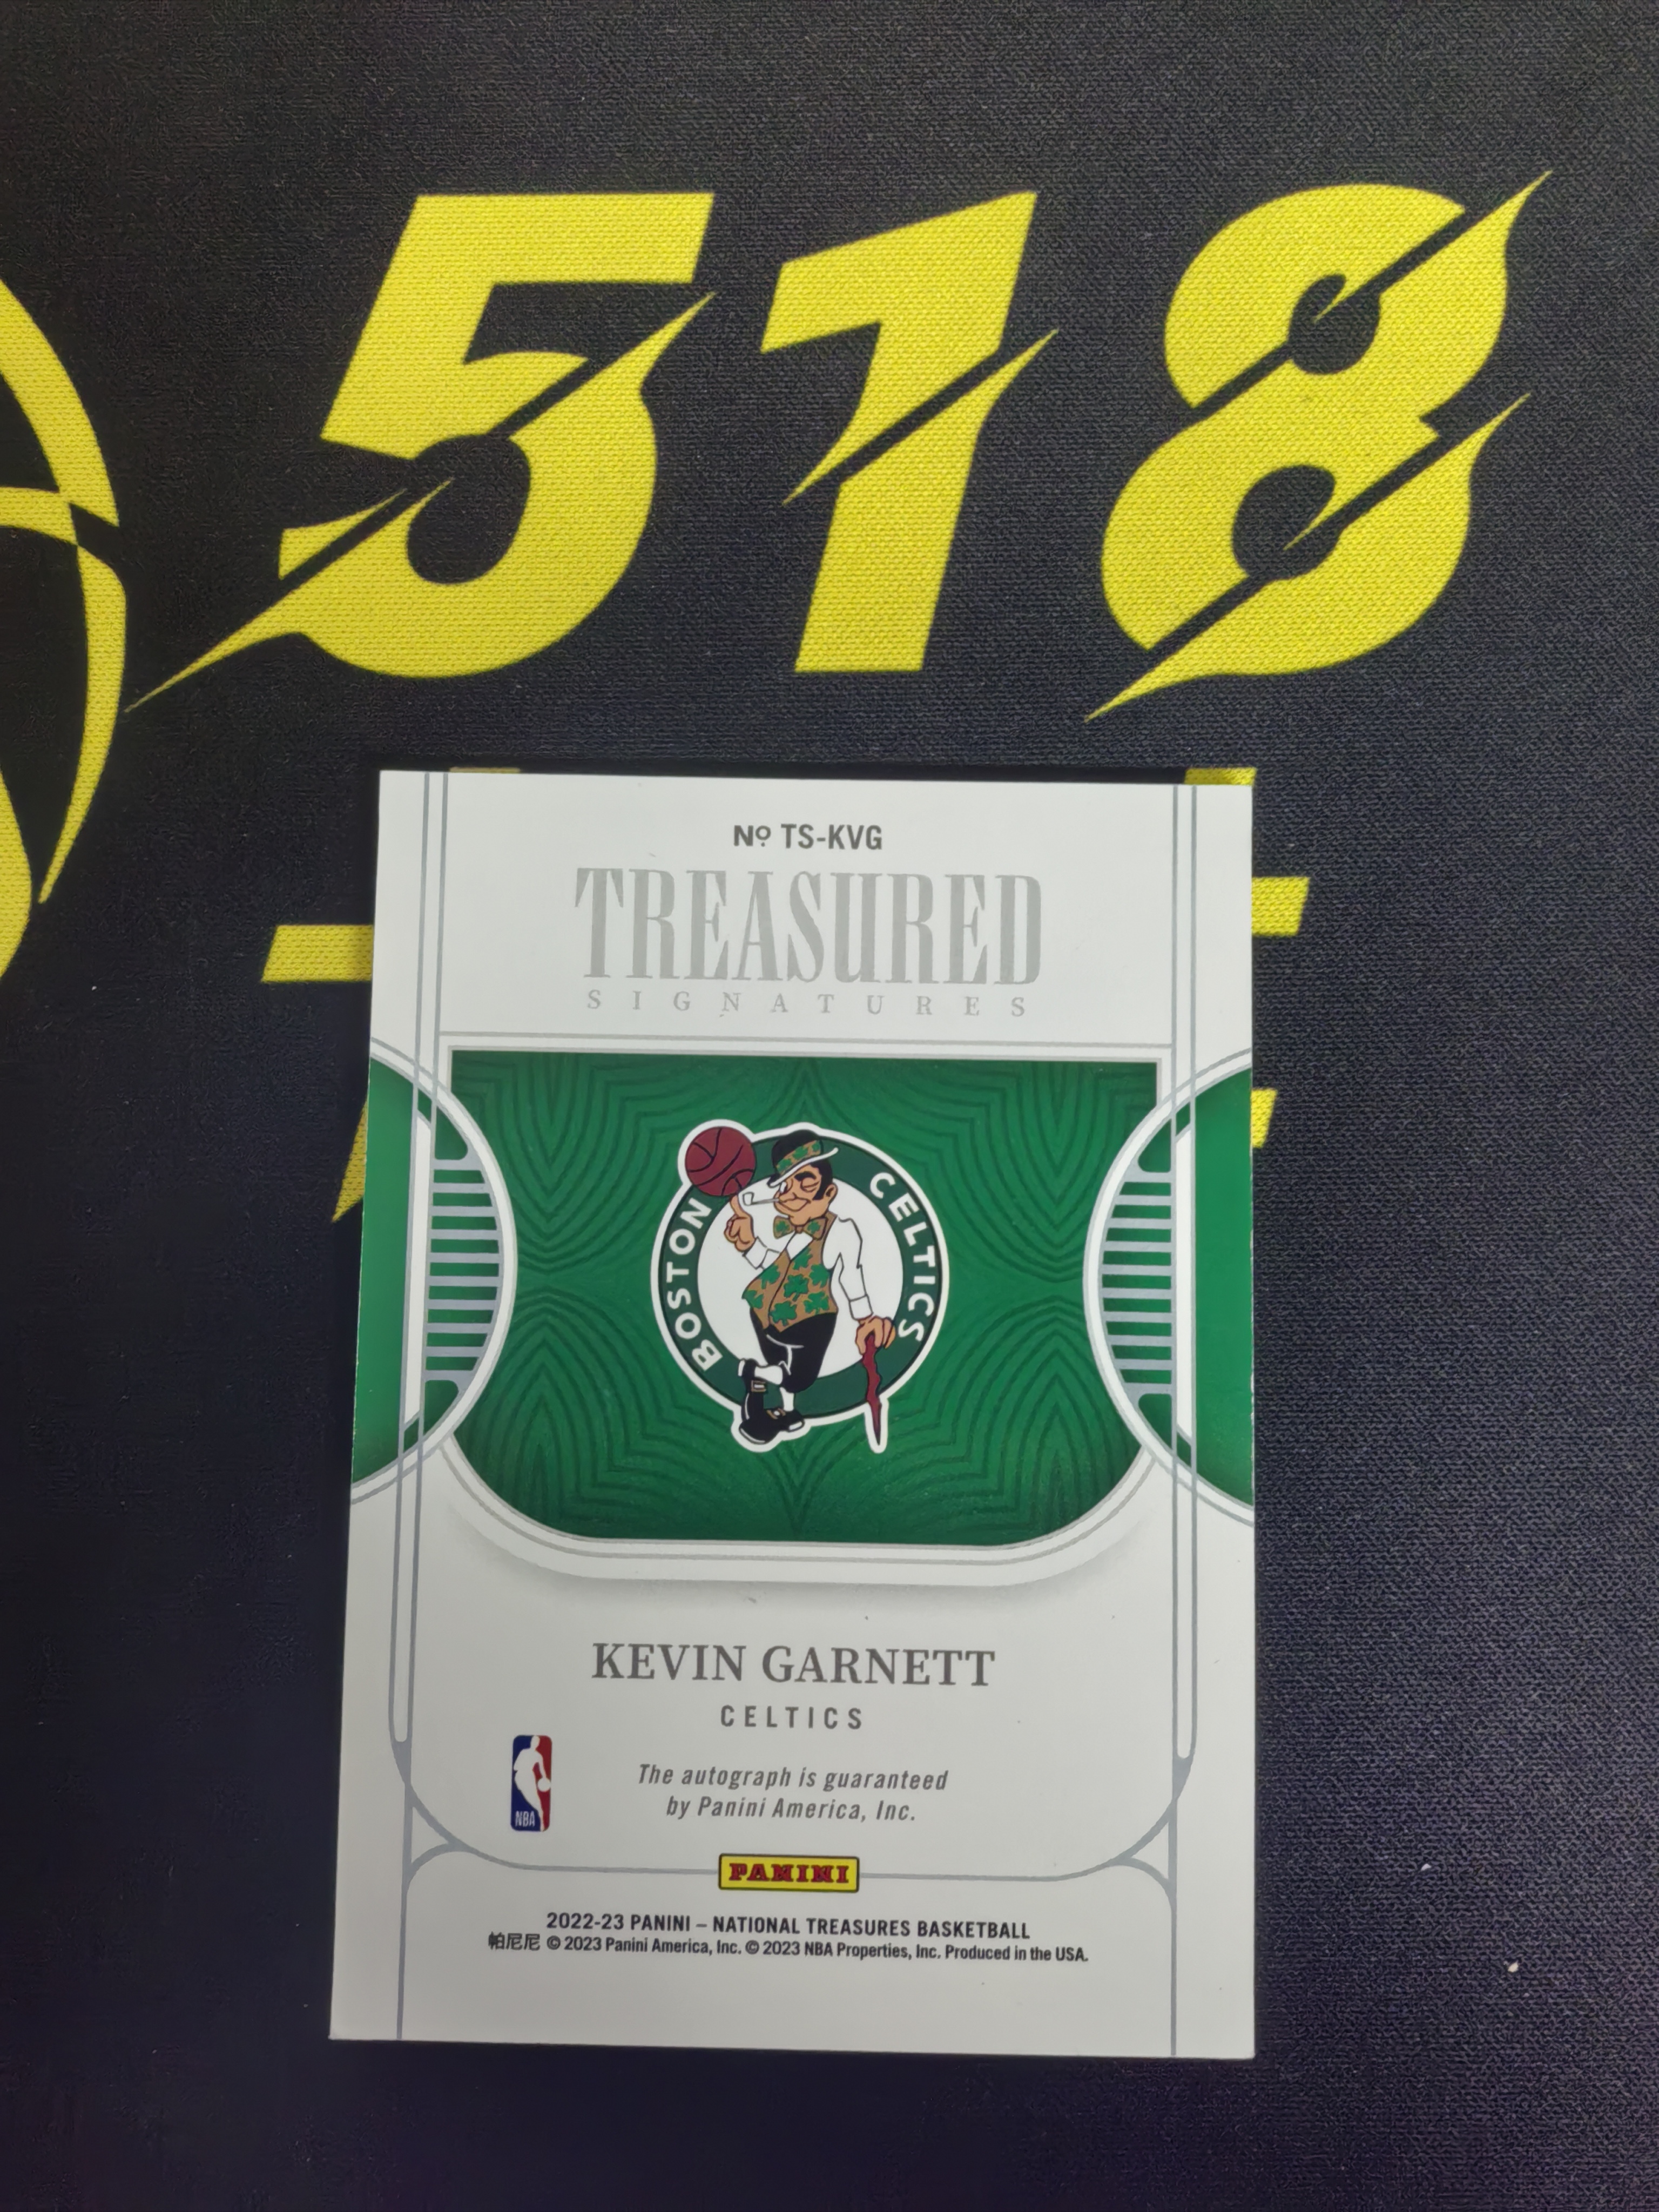 518
№ TS-KVG
TREASURED
SIGNATURES
BOSTON CELTICS
KEVIN GARNETT
CELTICS
NBA
The autograph is guaranteed
by Panini America, Inc.
PANINI
2022-23 PANINI – NATIONAL TREASURES BASKETBALL
帕尼尼 © 2023 Panini America, Inc. © 2023 NBA Properties, Inc. Produced in the USA.